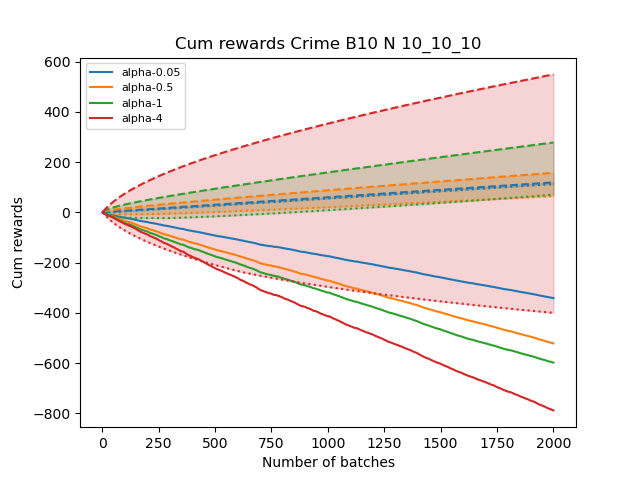 Cum rewards Crime B10 N 10_10_10
alpha-0.05
alpha-0.5
alpha-1
alpha-4
600
400
200
0
−200
−400
−600
−800
Cum rewards
0 250 500 750 1000 1250 1500 1750 2000
Number of batches